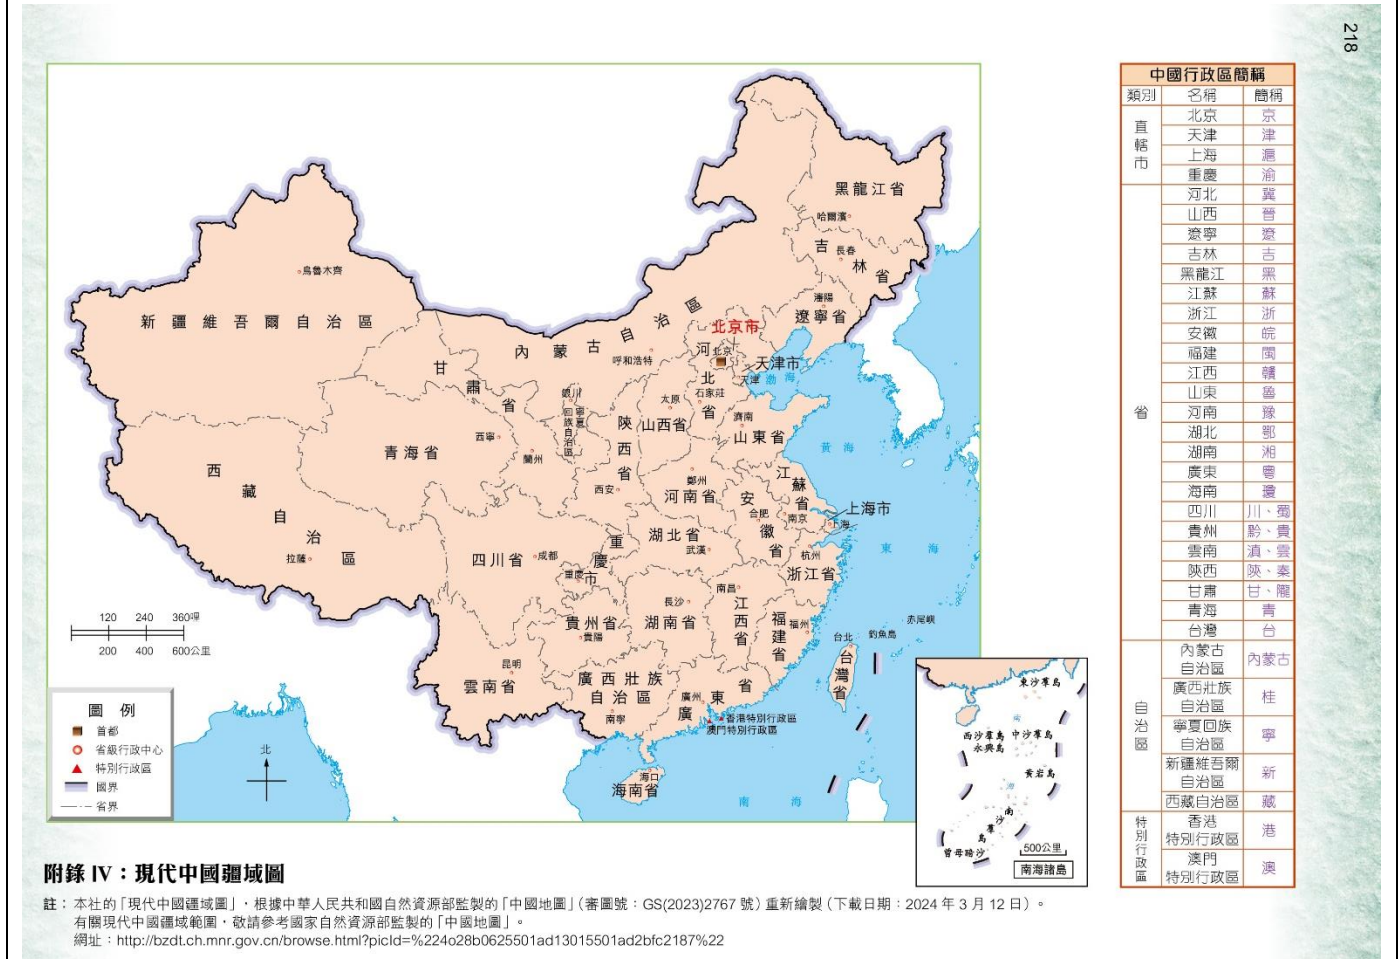 218
新疆維吾爾自治區
烏魯木齊
西藏自治區
拉薩
青海省
西寧
甘肅省
蘭州
內蒙古自治區
呼和浩特
寧夏回族自治區
銀川
陝西省
西安
山西省
太原
河北省
石家莊
北京市
北京
天津市
天津
渤海
黑龍江省
哈爾濱
吉林省
長春
遼寧省
瀋陽
山東省
濟南
黃海
河南省
鄭州
江蘇省
南京
安徽省
合肥
上海市
上海
東海
湖北省
武漢
重慶市
重慶
四川省
成都
浙江省
杭州
江西省
南昌
湖南省
長沙
貴州省
貴陽
福建省
福州
雲南省
昆明
廣西壯族自治區
南寧
廣東省
廣州
香港特別行政區
澳門特別行政區
海南省
海口
台灣省
台北
釣魚島
赤尾嶼
南海
120 240 360哩
200 400 600公里
圖例
首都
省級行政中心
特別行政區
國界
省界
北
東沙羣島
南海
西沙羣島
永興島
中沙羣島
黃岩島
南沙羣島
曾母暗沙
500公里
南海諸島
中國行政區簡稱
類別 名稱 簡稱
直轄市
北京 京
天津 津
上海 滬
重慶 渝
省
河北 冀
山西 晉
遼寧 遼
吉林 吉
黑龍江 黑
江蘇 蘇
浙江 浙
安徽 皖
福建 閩
江西 贛
山東 魯
河南 豫
湖北 鄂
湖南 湘
廣東 粵
海南 瓊
四川 川、蜀
貴州 黔、貴
雲南 滇、雲
陝西 陝、秦
甘肅 甘、隴
青海 青
台灣 台
自治區
內蒙古
自治區 內蒙古
廣西壯族
自治區 桂
寧夏回族
自治區 寧
新疆維吾爾
自治區 新
西藏自治區 藏
特別行政區
香港
特別行政區 港
澳門
特別行政區 澳
附錄 IV：現代中國疆域圖
註：本社的「現代中國疆域圖」，根據中華人民共和國自然資源部監製的「中國地圖」（審圖號：GS(2023)2767 號）重新繪製（下載日期：2024 年 3 月 12 日）。
有關現代中國疆域範圍，敬請參考國家自然資源部監製的「中國地圖」。
網址：http://bzdt.ch.mnr.gov.cn/browse.html?picId=%224o28b0625501ad13015501ad2bfc2187%22